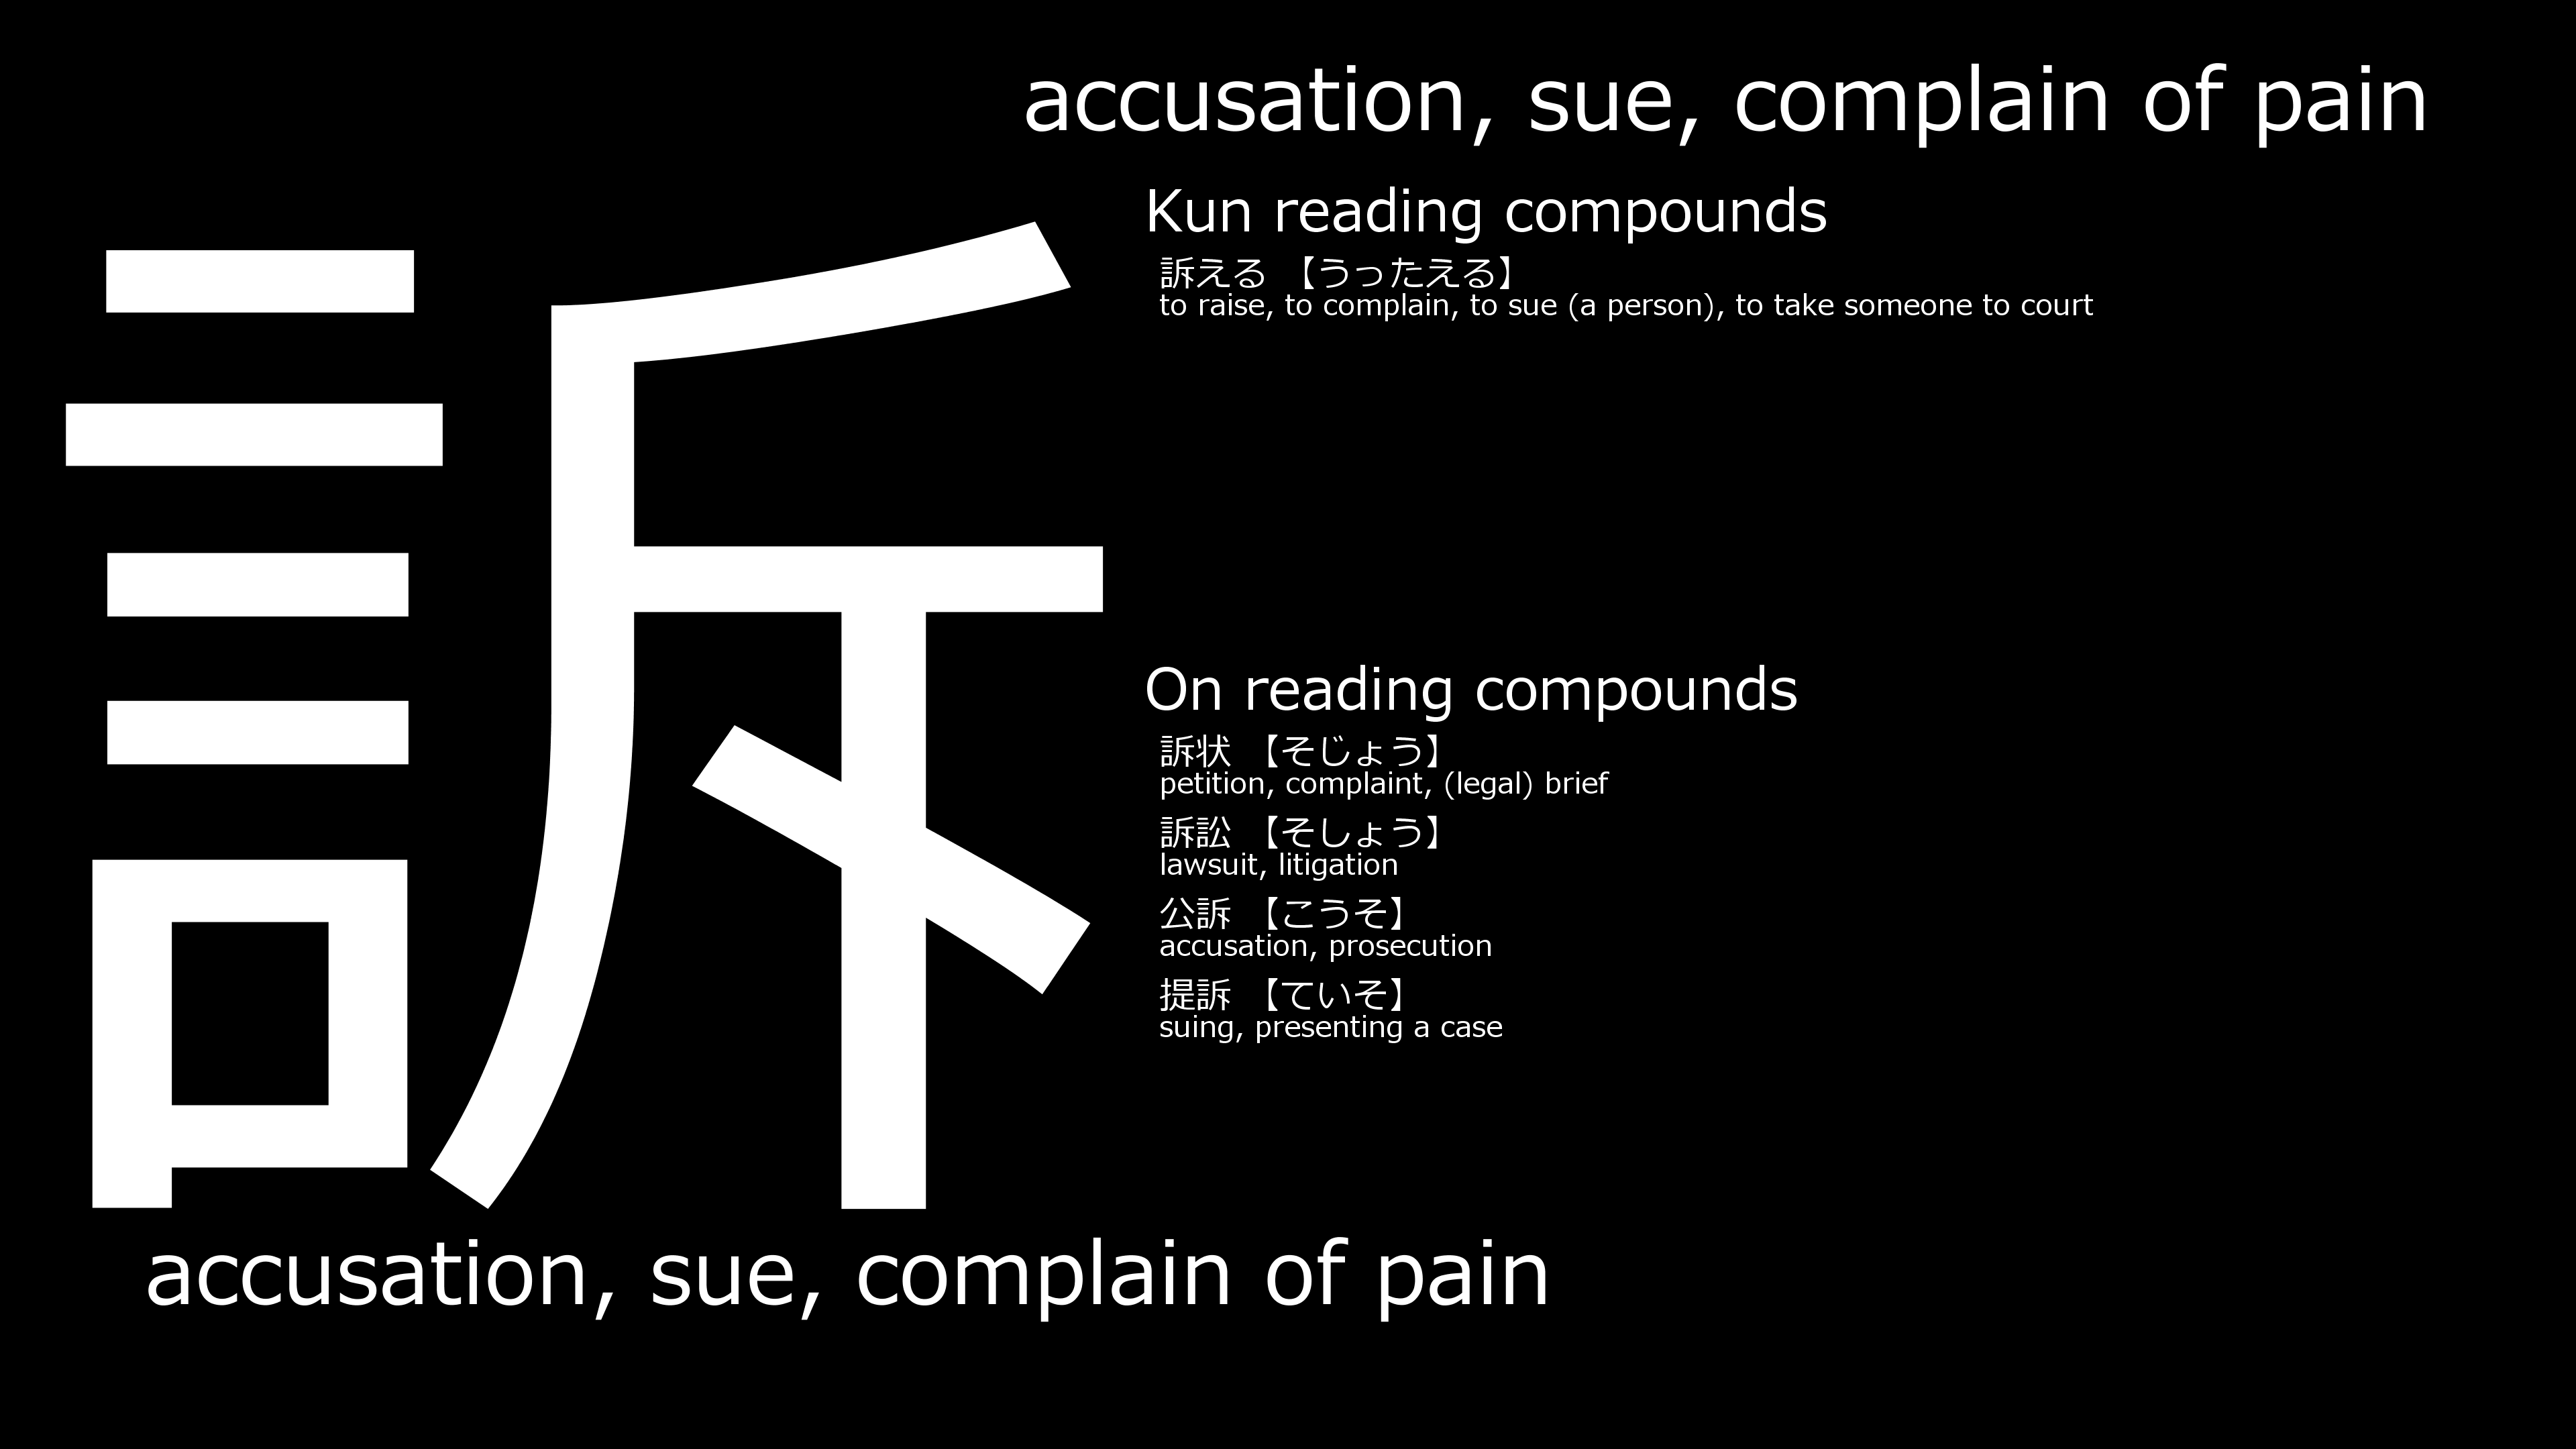 accusation, sue, complain of pain
訴
Kun reading compounds
訴える 【うったえる】
to raise, to complain, to sue (a person), to take someone to court
On reading compounds
訴状 【そじょう】
petition, complaint, (legal) brief
訴訟 【そしょう】
lawsuit, litigation
公訴 【こうそ】
accusation, prosecution
提訴 【ていそ】
suing, presenting a case
accusation, sue, complain of pain